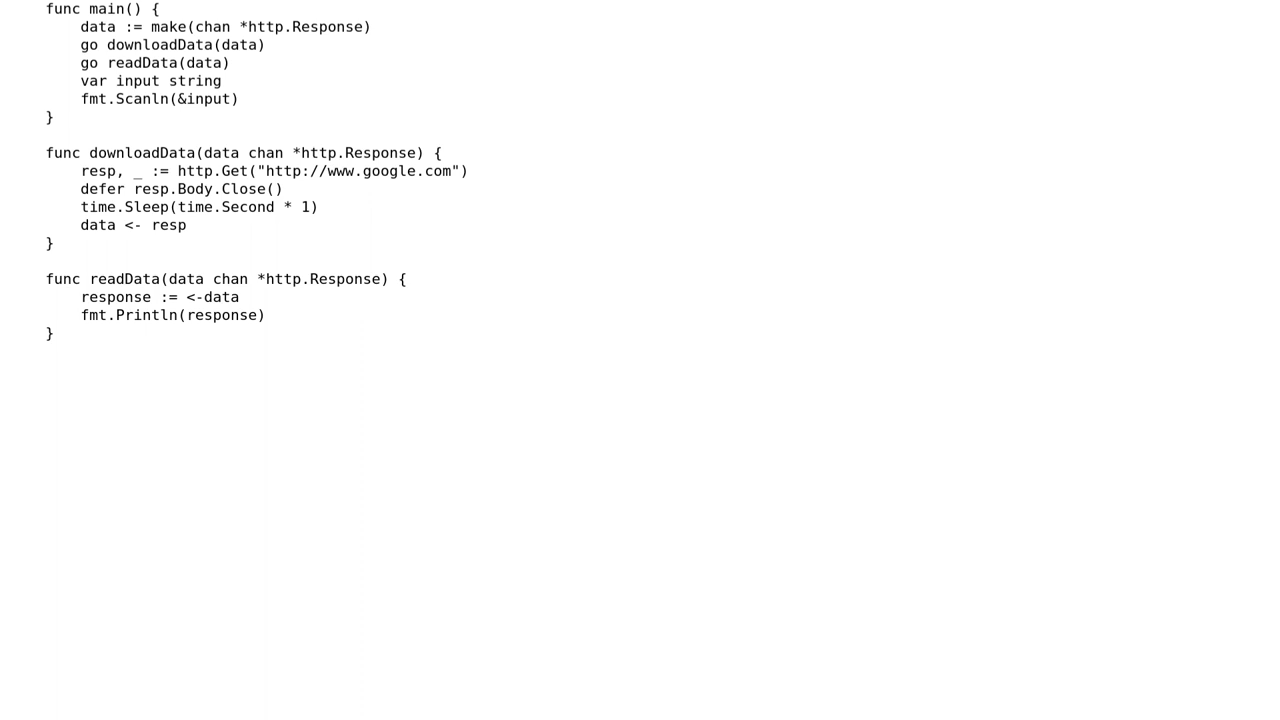 func main() {
    data := make(chan *http.Response)
    go downloadData(data)
    go readData(data)
    var input string
    fmt.Scanln(&input)
}

func downloadData(data chan *http.Response) {
    resp, _ := http.Get("http://www.google.com")
    defer resp.Body.Close()
    time.Sleep(time.Second * 1)
    data <- resp
}

func readData(data chan *http.Response) {
    response := <-data
    fmt.Println(response)
}